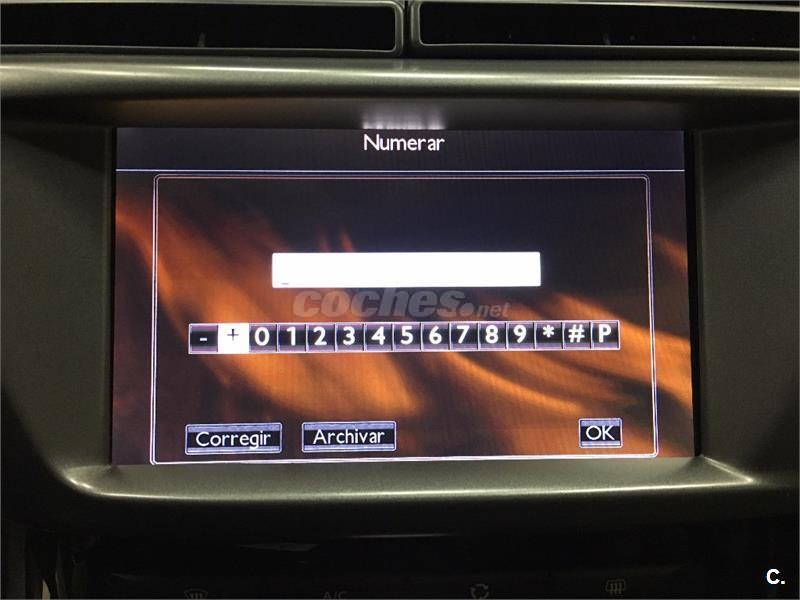 Numerar
_
coches.net
- + 0 1 2 3 4 5 6 7 8 9 * # P
Corregir Archivar OK
A/C
C.